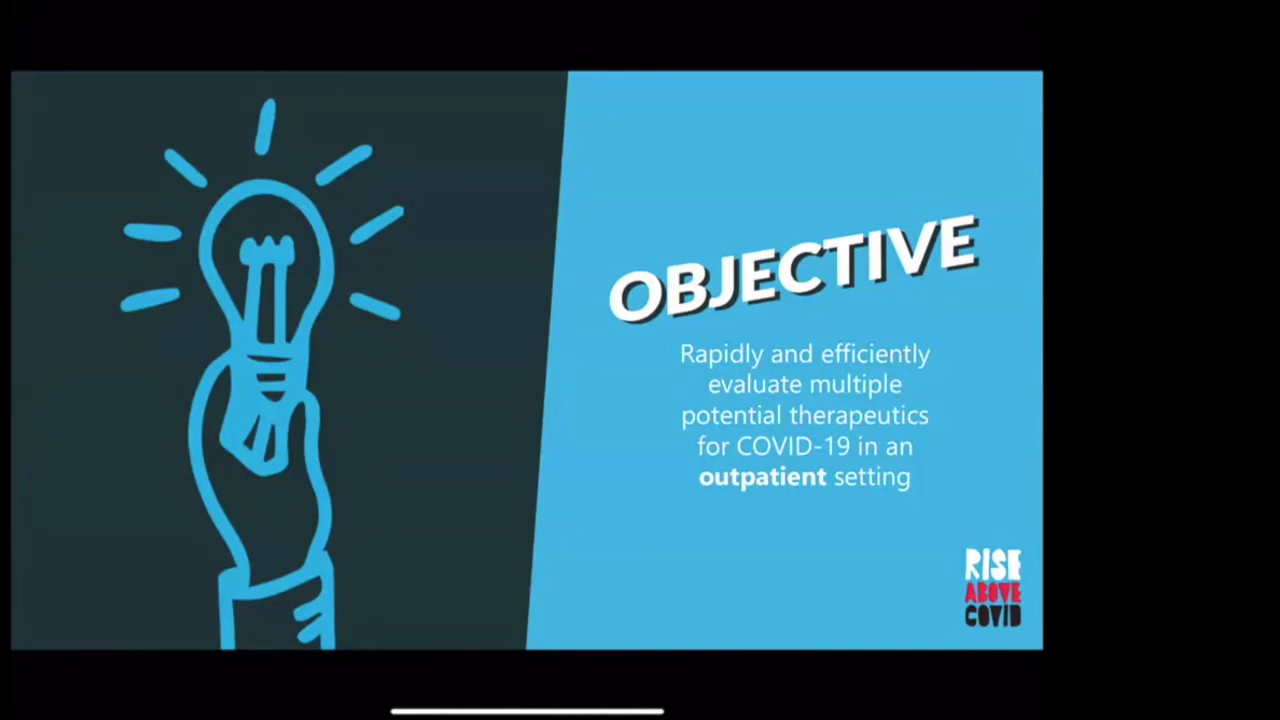 OBJECTIVE
Rapidly and efficiently
evaluate multiple
potential therapeutics
for COVID-19 in an
outpatient setting
RISE
ABOVE
COVID